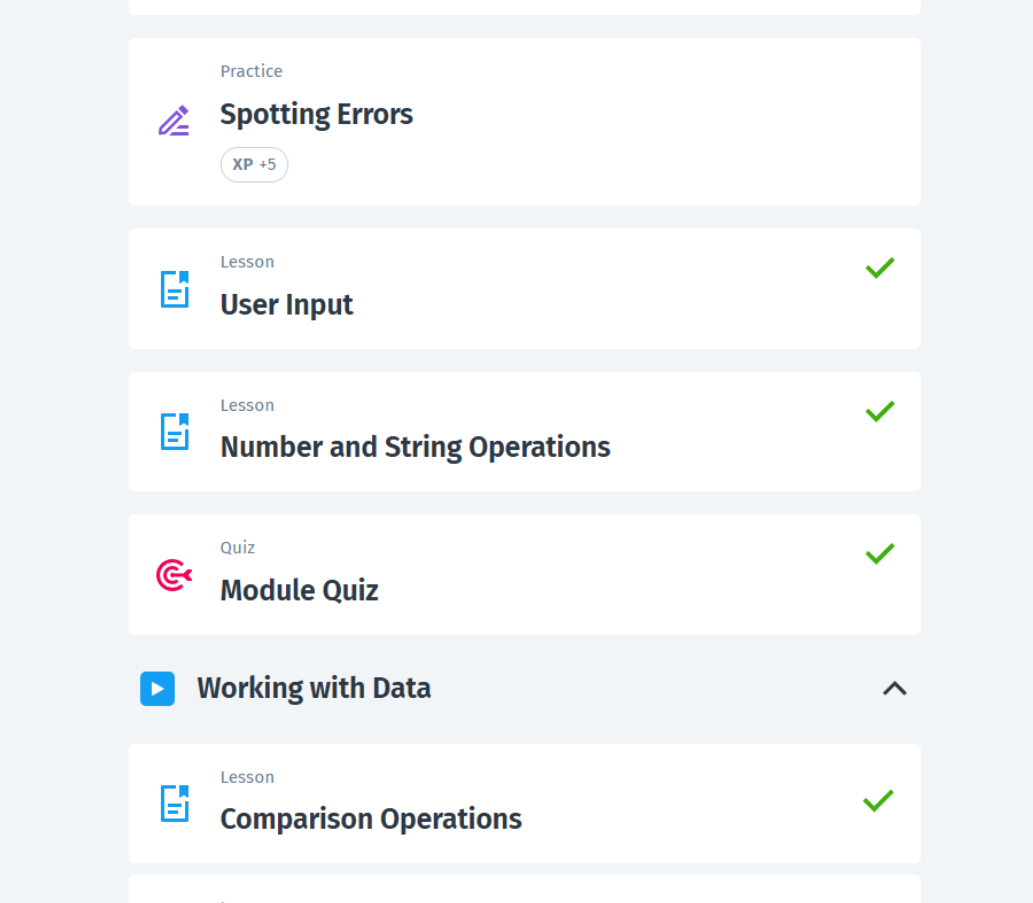 Practice
Spotting Errors
XP +5
Lesson
User Input
Lesson
Number and String Operations
Quiz
Module Quiz
Working with Data
Lesson
Comparison Operations